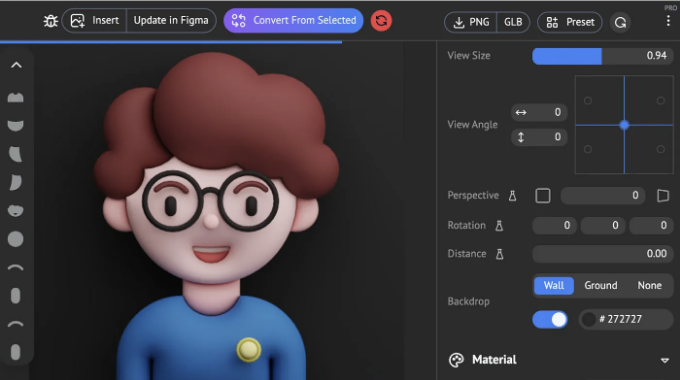 PRO
Insert
Update in Figma
Convert From Selected
PNG
GLB
Preset
View Size
0.94
View Angle
0
0
Perspective
0
Rotation
0 0 0
Distance
0.00
Wall Ground None
Backdrop
# 272727
Material